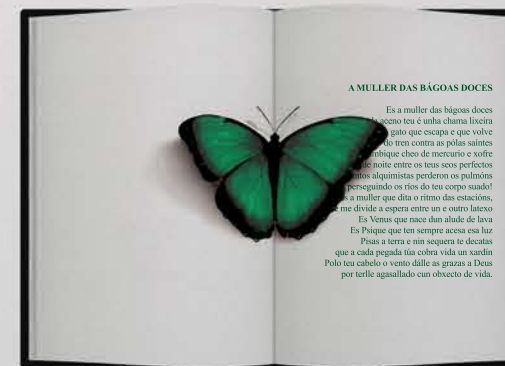 A MULLER DAS BÁGOAS DOCES
Es a muller das bágoas doces
aceno teu é unha chama lixeira
gato que escapa e que volve
do tren contra as pólas saintes
cheo de mercurio e xofre
de noite entre os teus seos perfectos
alquimistas perderon os pulmóns
perseguindo os ríos do teu corpo suado!
a muller que dita o ritmo das estacións,
me divide a espera entre un e outro latexo
Es Venus que nace dun alude de lava
Es Psique que ten sempre acesa esa luz
Pisas a terra e nin sequera te decatas
que a cada pegada túa cobra vida un xardín
Polo teu cabelo o vento dálle as grazas a Deus
por terlle agasallado cun obxecto de vida.